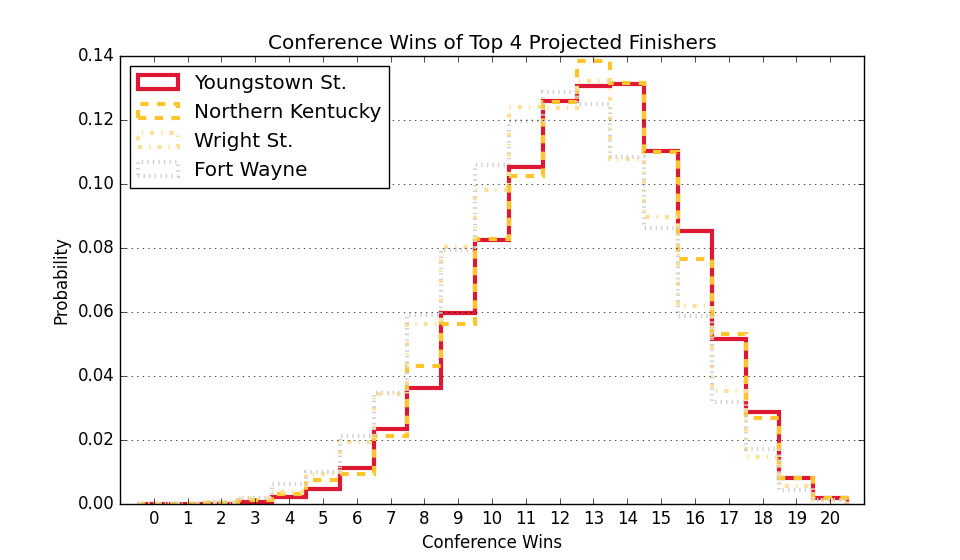 Conference Wins of Top 4 Projected Finishers
Youngstown St.
Northern Kentucky
Wright St.
Fort Wayne
Probability
0.14
0.12
0.10
0.08
0.06
0.04
0.02
0.00
0 1 2 3 4 5 6 7 8 9 10 11 12 13 14 15 16 17 18 19 20
Conference Wins